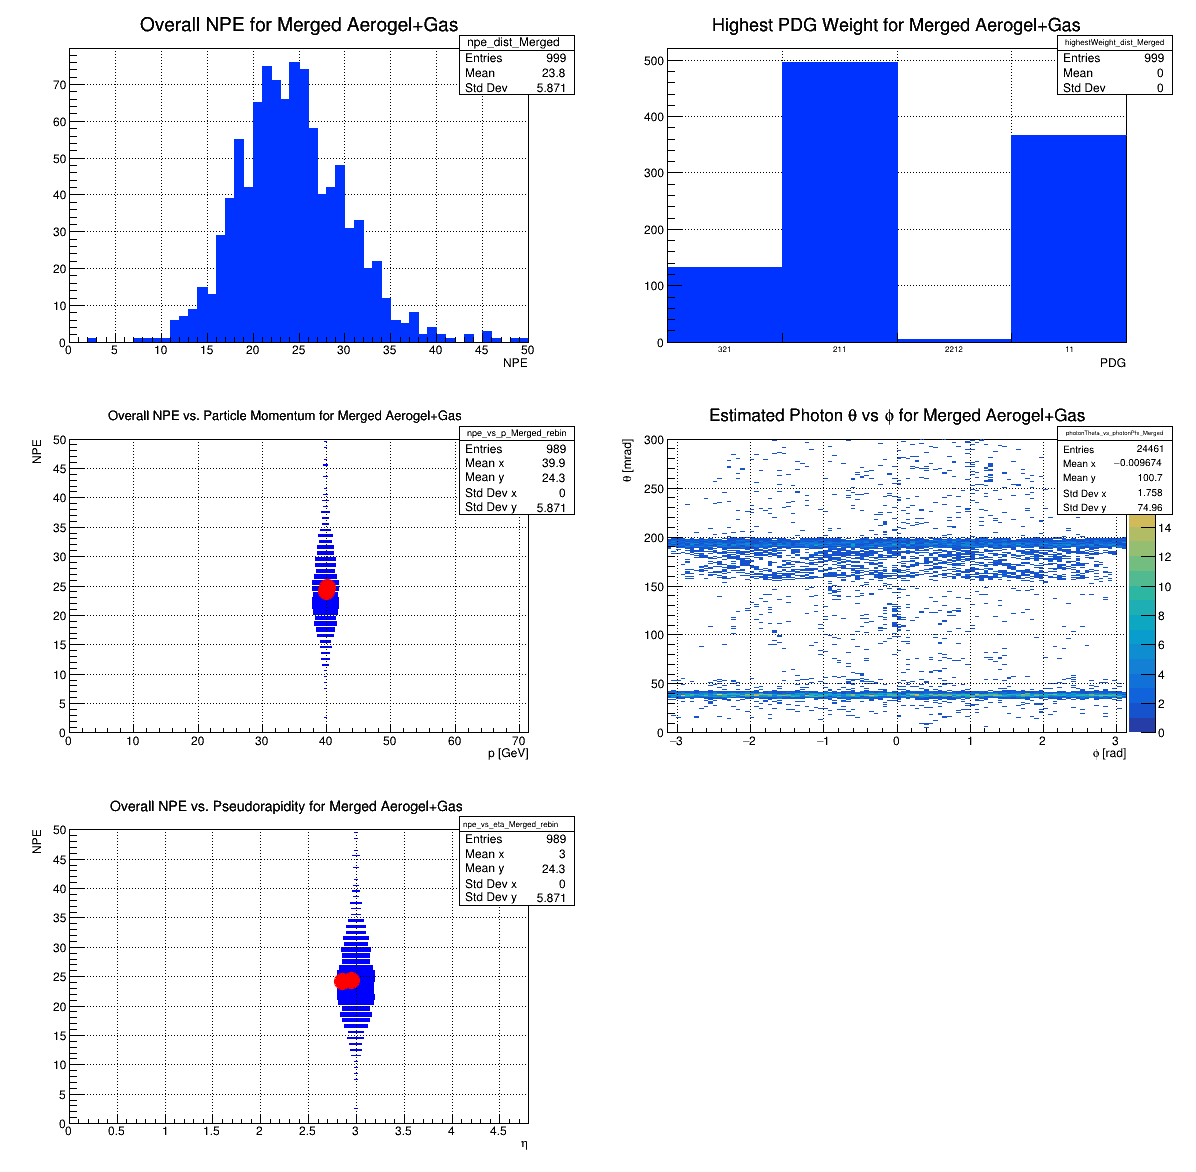 Overall NPE for Merged Aerogel+Gas
npe_dist_Merged
Entries 999
Mean 23.8
Std Dev 5.871
70
60
50
40
30
20
10
0
0 5 10 15 20 25 30 35 40 45 50
NPE
Highest PDG Weight for Merged Aerogel+Gas
highestWeight_dist_Merged
Entries 999
Mean 0
Std Dev 0
500
400
300
200
100
0
321 211 2212 11
PDG
Overall NPE vs. Particle Momentum for Merged Aerogel+Gas
npe_vs_p_Merged_rebin
Entries 989
Mean x 39.9
Mean y 24.3
Std Dev x 0
Std Dev y 5.871
NPE
50
45
40
35
30
25
20
15
10
5
0
0 10 20 30 40 50 60 70
p [GeV]
Estimated Photon θ vs ϕ for Merged Aerogel+Gas
photonTheta_vs_photonPhi_Merged
Entries 24461
Mean x −0.009674
Mean y 100.7
Std Dev x 1.758
Std Dev y 74.96
θ [mrad]
300
250
200
150
100
50
0
−3 −2 −1 0 1 2 3
ϕ [rad]
14
12
10
8
6
4
2
0
Overall NPE vs. Pseudorapidity for Merged Aerogel+Gas
npe_vs_eta_Merged_rebin
Entries 989
Mean x 3
Mean y 24.3
Std Dev x 0
Std Dev y 5.871
NPE
50
45
40
35
30
25
20
15
10
5
0
0 0.5 1 1.5 2 2.5 3 3.5 4 4.5
η